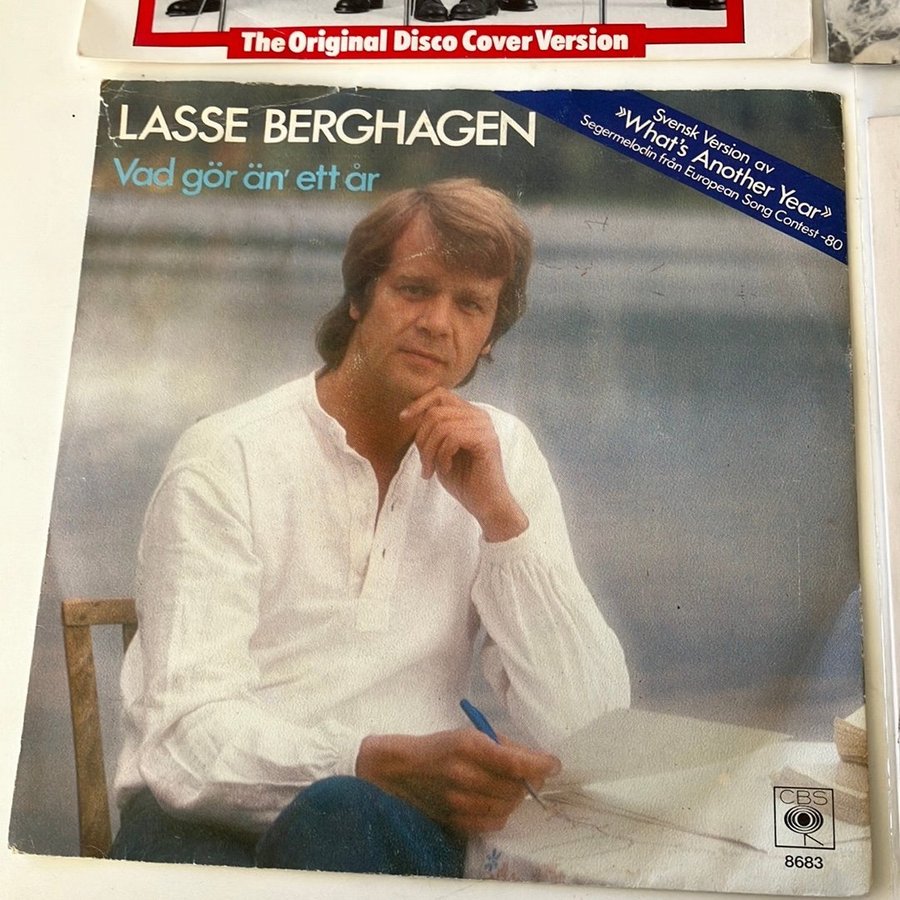 The Original Disco Cover Version
LASSE BERGHAGEN
Vad gör än' ett år
Svensk Version av
»What's Another Year»
Segermelodin från European Song Contest -80
CBS
8683